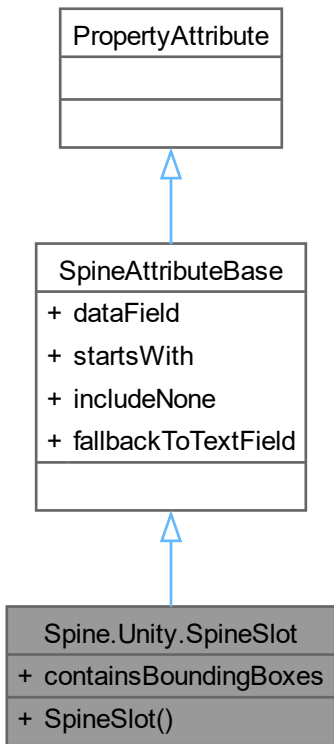 PropertyAttribute
SpineAttributeBase
+ dataField
+ startsWith
+ includeNone
+ fallbackToTextField
Spine.Unity.SpineSlot
+ containsBoundingBoxes
+ SpineSlot()